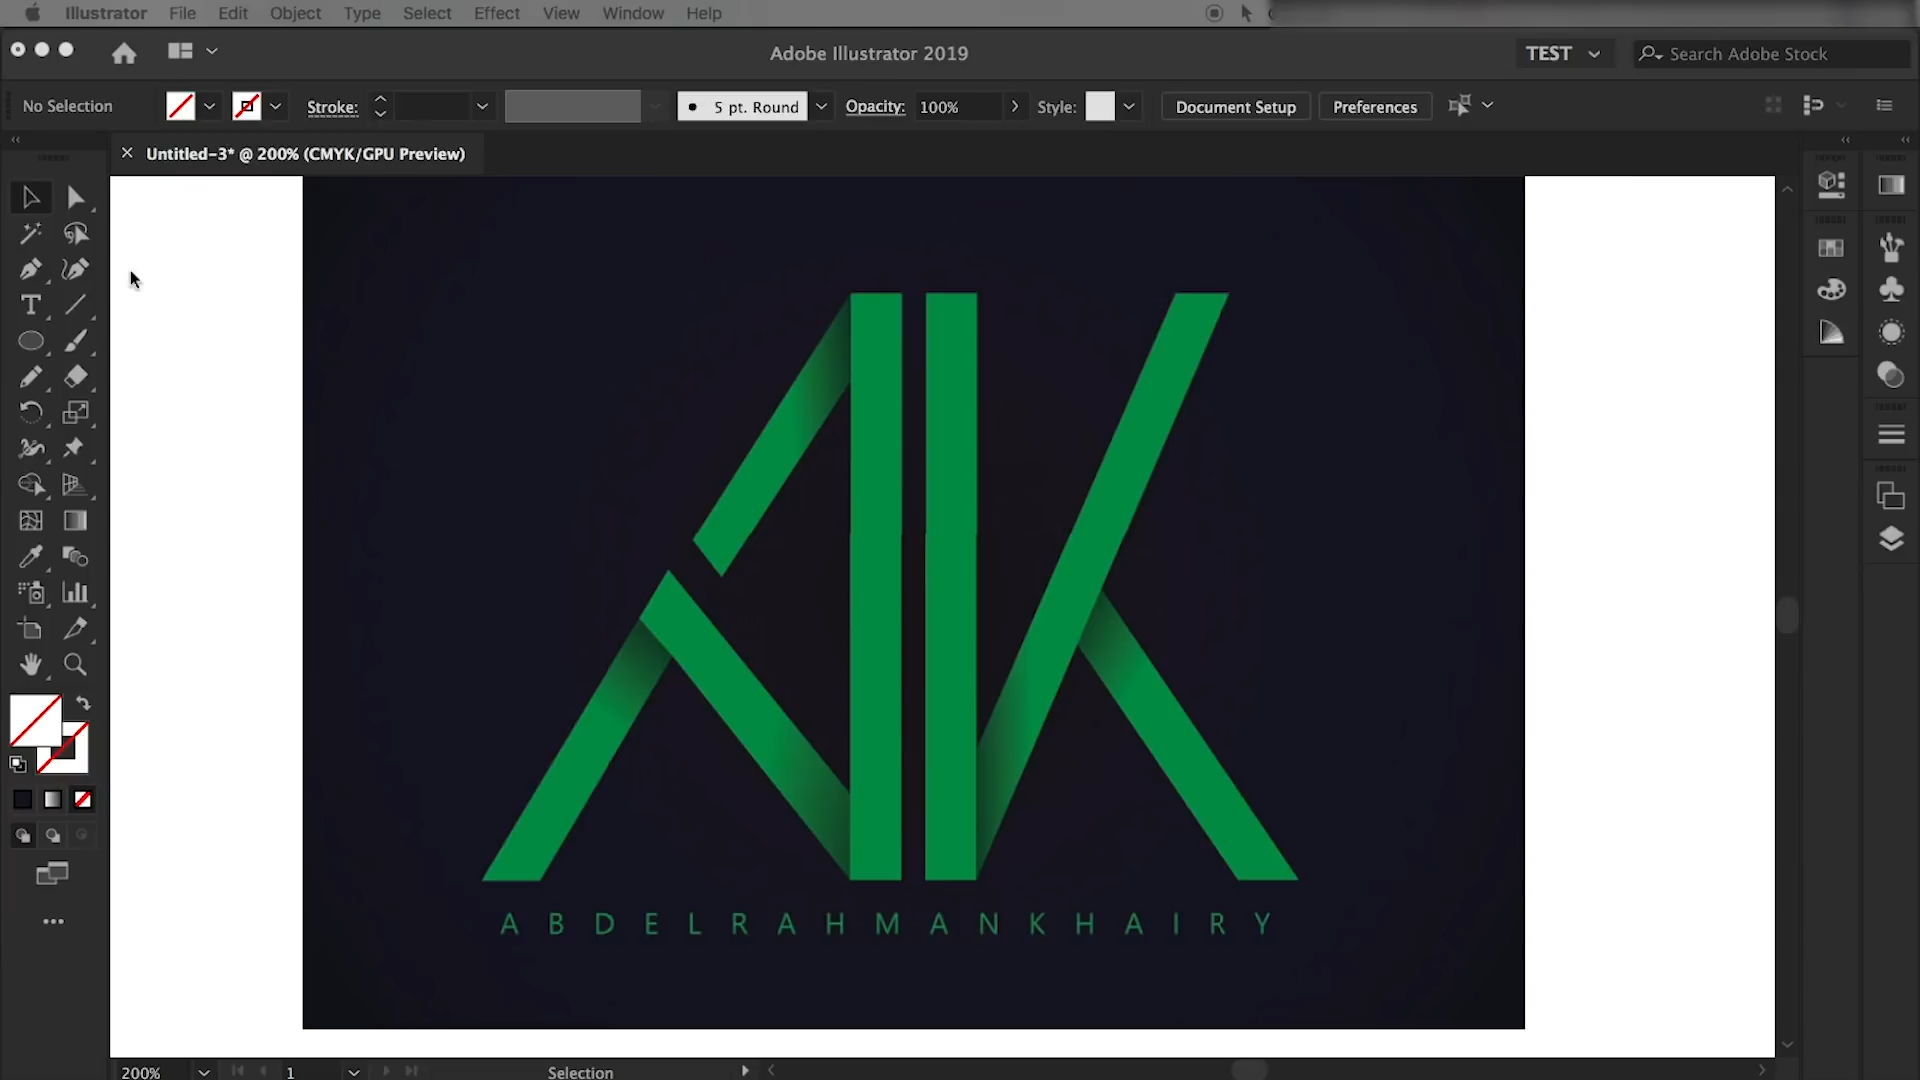 Illustrator File Edit Object Type Select Effect View Window Help
Adobe Illustrator 2019
TEST
Search Adobe Stock
No Selection
Stroke:
5 pt. Round
Opacity: 100%
Style:
Document Setup
Preferences
× Untitled-3* @ 200% (CMYK/GPU Preview)
AK
ABDELRAHMANKHAIRY
200%
1
Selection